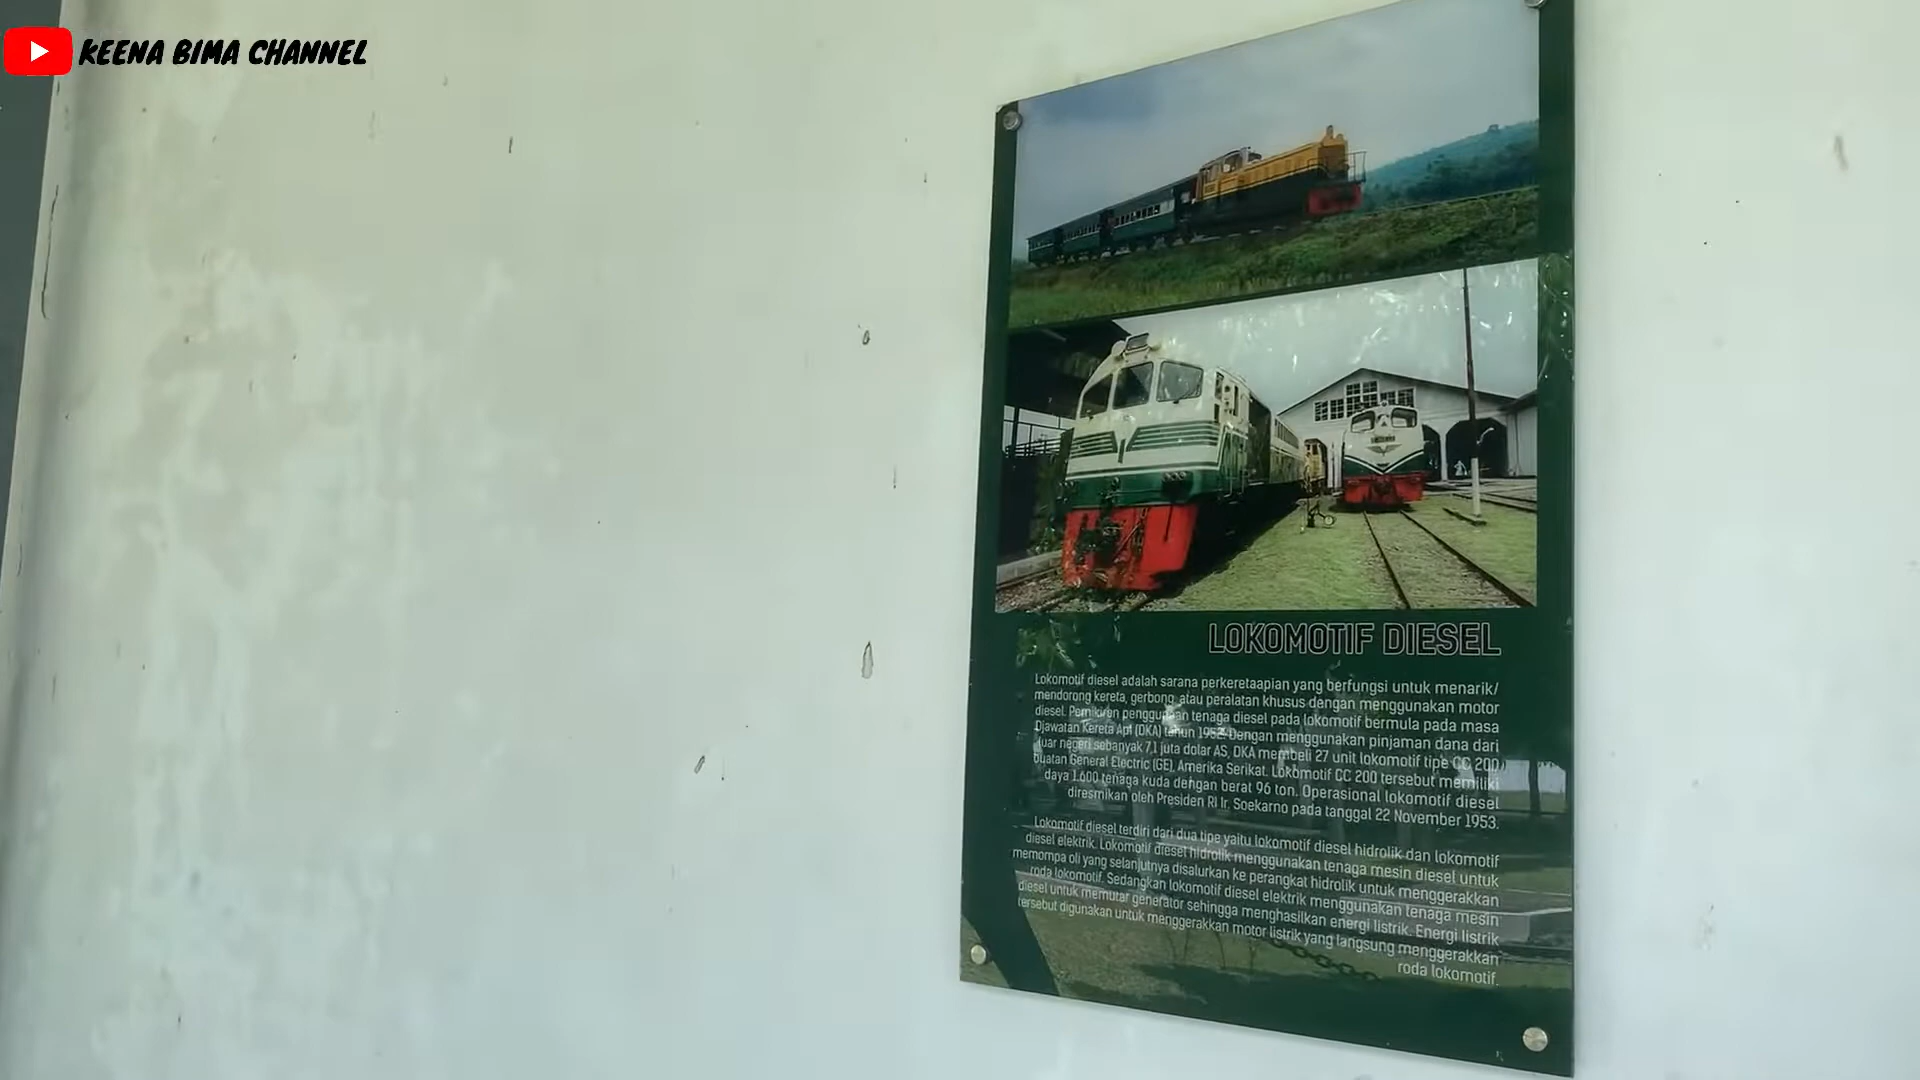 KEENA BIMA CHANNEL
LOKOMOTIF DIESEL
Lokomotif diesel adalah sarana perkeretaapian yang berfungsi untuk menarik/
mendorong kereta, gerbong, atau peralatan khusus dengan menggunakan motor
diesel. Pemikiran penggunaan tenaga diesel pada lokomotif bermula pada masa
Djawatan Kereta Api (DKA) tahun 1952. Dengan menggunakan pinjaman dana dari
luar negeri sebanyak 7,1 juta dolar AS, DKA membeli 27 unit lokomotif tipe CC 200
buatan General Electric (GE), Amerika Serikat. Lokomotif CC 200 tersebut memiliki
daya 1.600 tenaga kuda dengan berat 96 ton. Operasional lokomotif diesel
diresmikan oleh Presiden RI Ir. Soekarno pada tanggal 22 November 1953.
Lokomotif diesel terdiri dari dua tipe yaitu lokomotif diesel hidrolik dan lokomotif
diesel elektrik. Lokomotif diesel hidrolik menggunakan tenaga mesin diesel untuk
memompa oli yang selanjutnya disalurkan ke perangkat hidrolik untuk menggerakkan
roda lokomotif. Sedangkan lokomotif diesel elektrik menggunakan tenaga mesin
diesel untuk memutar generator sehingga menghasilkan energi listrik. Energi listrik
tersebut digunakan untuk menggerakkan motor listrik yang langsung menggerakkan
roda lokomotif.